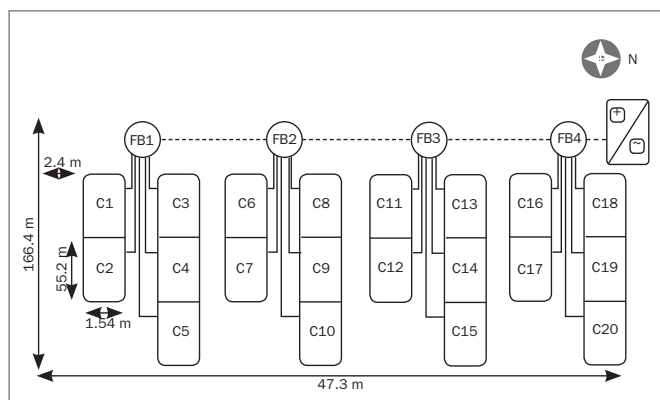 N
FB1
FB2
FB3
FB4
+
~
2.4 m
C1
C3
C6
C8
C11
C13
C16
C18
166.4 m
55.2 m
C2
C4
C7
C9
C12
C14
C17
C19
1.54 m
C5
C10
C15
C20
47.3 m